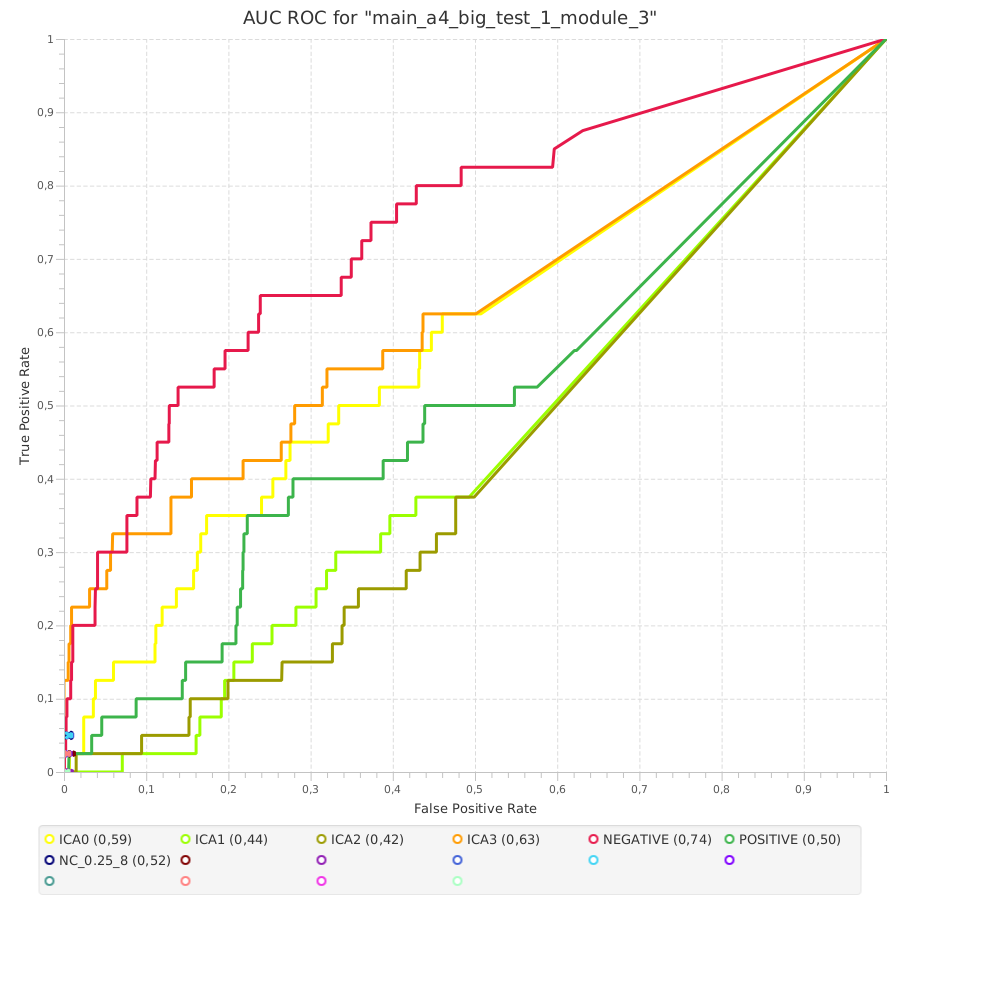 AUC ROC for "main_a4_big_test_1_module_3"
1
0,9
0,8
0,7
0,6
0,5
0,4
0,3
0,2
0,1
0
True Positive Rate
0 0,1 0,2 0,3 0,4 0,5 0,6 0,7 0,8 0,9 1
False Positive Rate
ICA0 (0,59) ICA1 (0,44) ICA2 (0,42) ICA3 (0,63) NEGATIVE (0,74) POSITIVE (0,50)
NC_0.25_8 (0,52)